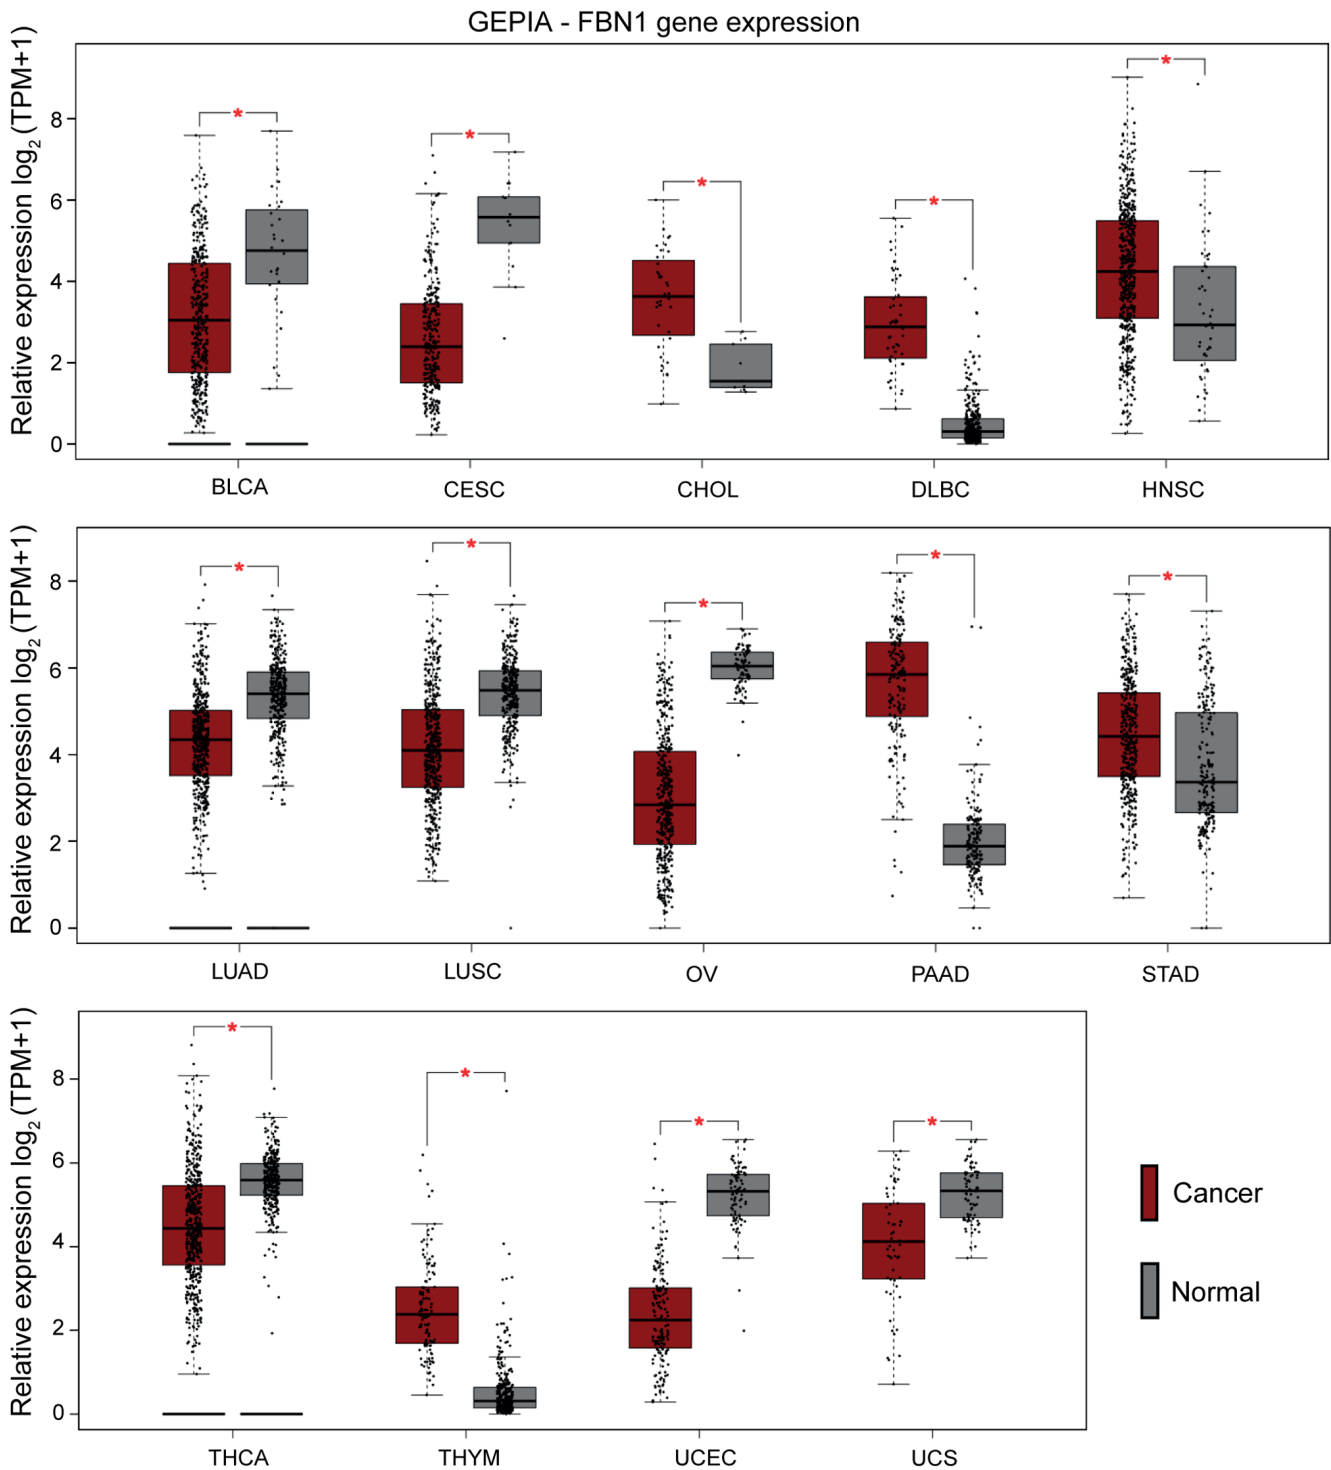 GEPIA - FBN1 gene expression
Relative expression log2(TPM+1)
8
6
4
2
0
*
*
*
*
*
BLCA
CESC
CHOL
DLBC
HNSC
Relative expression log2(TPM+1)
8
6
4
2
0
*
*
*
*
*
LUAD
LUSC
OV
PAAD
STAD
Relative expression log2(TPM+1)
8
6
4
2
0
*
*
*
*
THCA
THYM
UCEC
UCS
Cancer
Normal